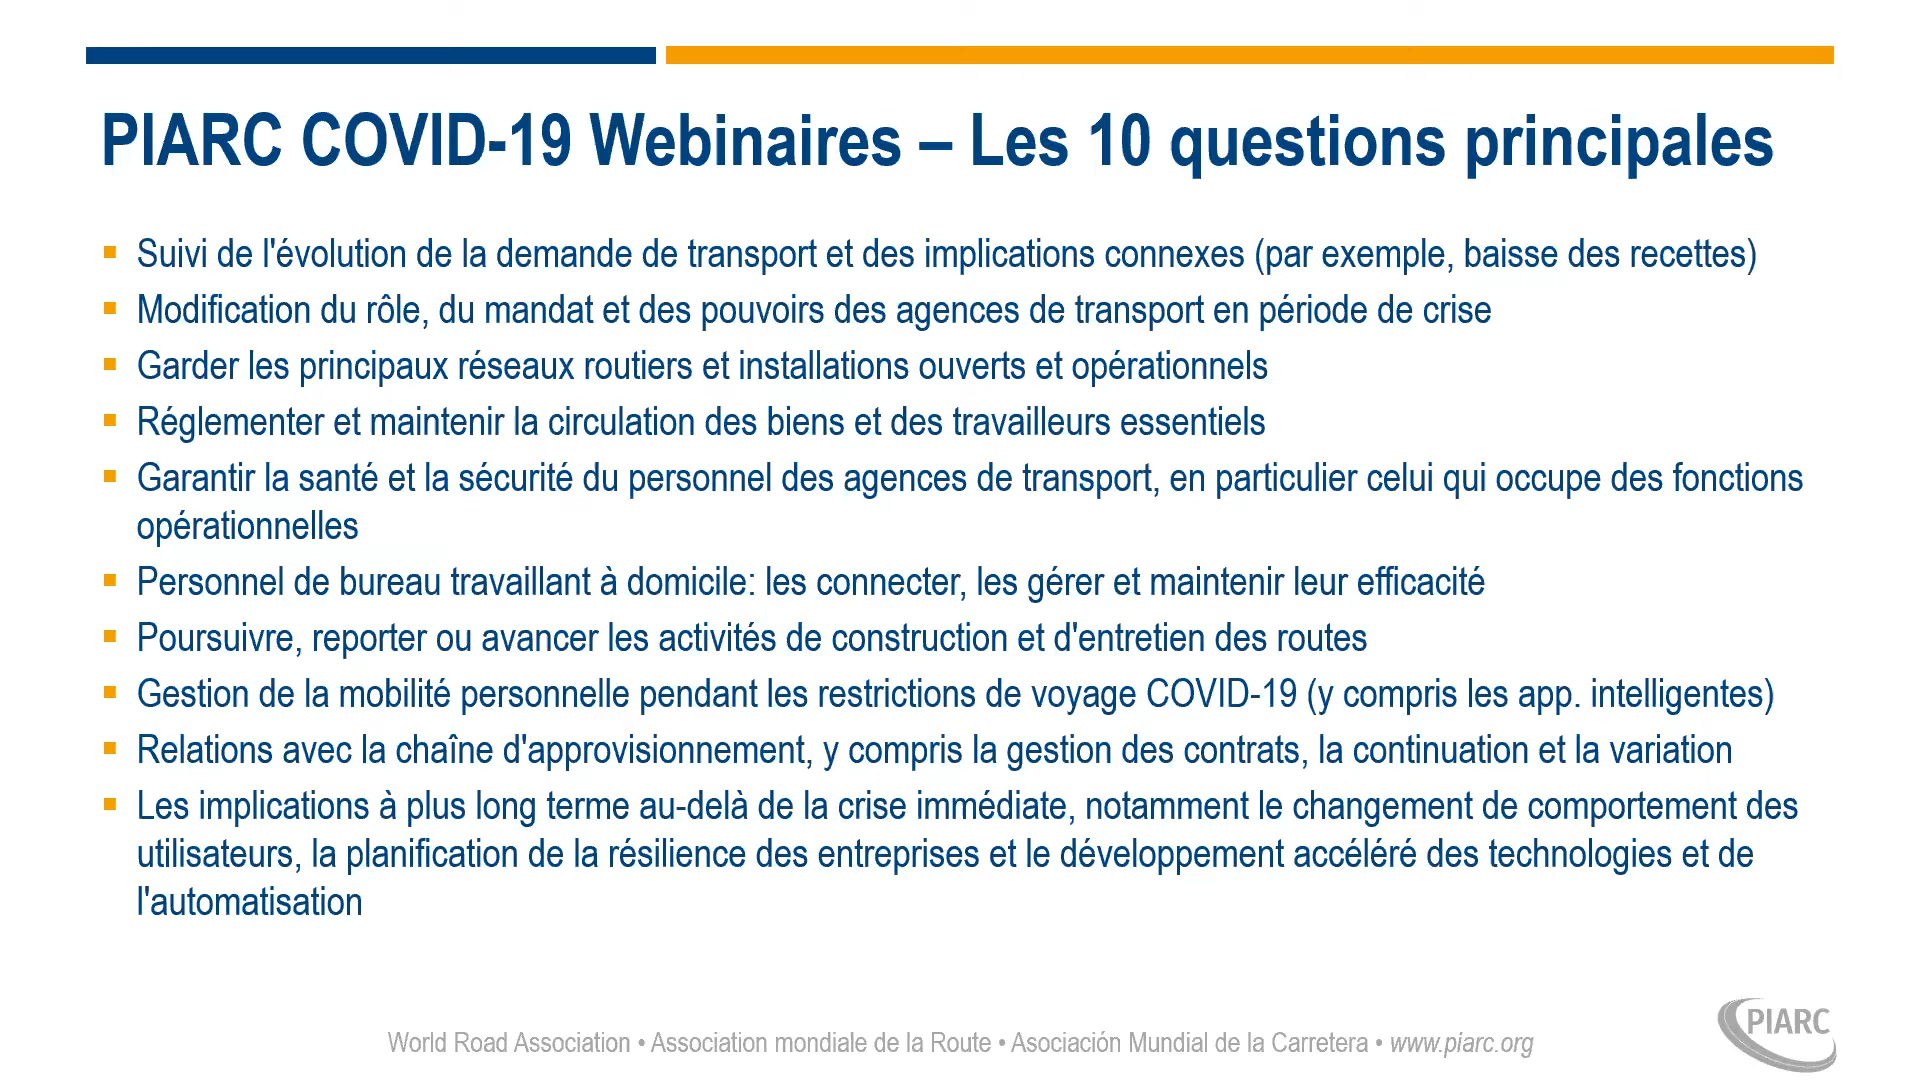 PIARC COVID-19 Webinaires – Les 10 questions principales
▪ Suivi de l'évolution de la demande de transport et des implications connexes (par exemple, baisse des recettes)
▪ Modification du rôle, du mandat et des pouvoirs des agences de transport en période de crise
▪ Garder les principaux réseaux routiers et installations ouverts et opérationnels
▪ Réglementer et maintenir la circulation des biens et des travailleurs essentiels
▪ Garantir la santé et la sécurité du personnel des agences de transport, en particulier celui qui occupe des fonctions
opérationnelles
▪ Personnel de bureau travaillant à domicile: les connecter, les gérer et maintenir leur efficacité
▪ Poursuivre, reporter ou avancer les activités de construction et d'entretien des routes
▪ Gestion de la mobilité personnelle pendant les restrictions de voyage COVID-19 (y compris les app. intelligentes)
▪ Relations avec la chaîne d'approvisionnement, y compris la gestion des contrats, la continuation et la variation
▪ Les implications à plus long terme au-delà de la crise immédiate, notamment le changement de comportement des
utilisateurs, la planification de la résilience des entreprises et le développement accéléré des technologies et de
l'automatisation
World Road Association • Association mondiale de la Route • Asociación Mundial de la Carretera • www.piarc.org
PIARC